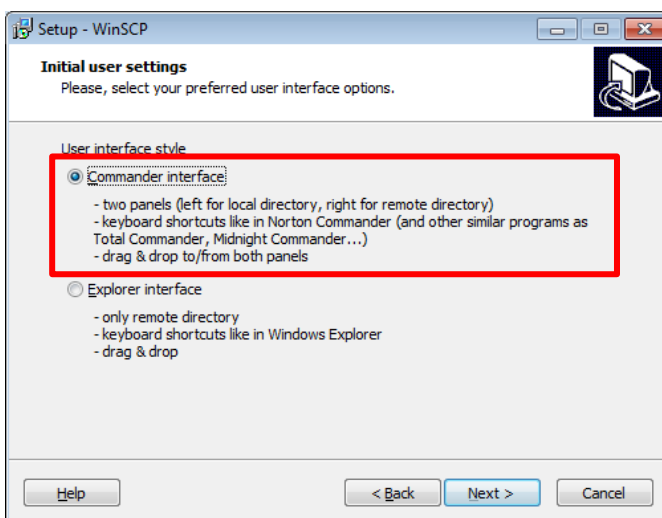 Setup - WinSCP
Initial user settings
Please, select your preferred user interface options.
User interface style
Commander interface
- two panels (left for local directory, right for remote directory)
- keyboard shortcuts like in Norton Commander (and other similar programs as
Total Commander, Midnight Commander...)
- drag & drop to/from both panels
Explorer interface
- only remote directory
- keyboard shortcuts like in Windows Explorer
- drag & drop
Help
< Back
Next >
Cancel